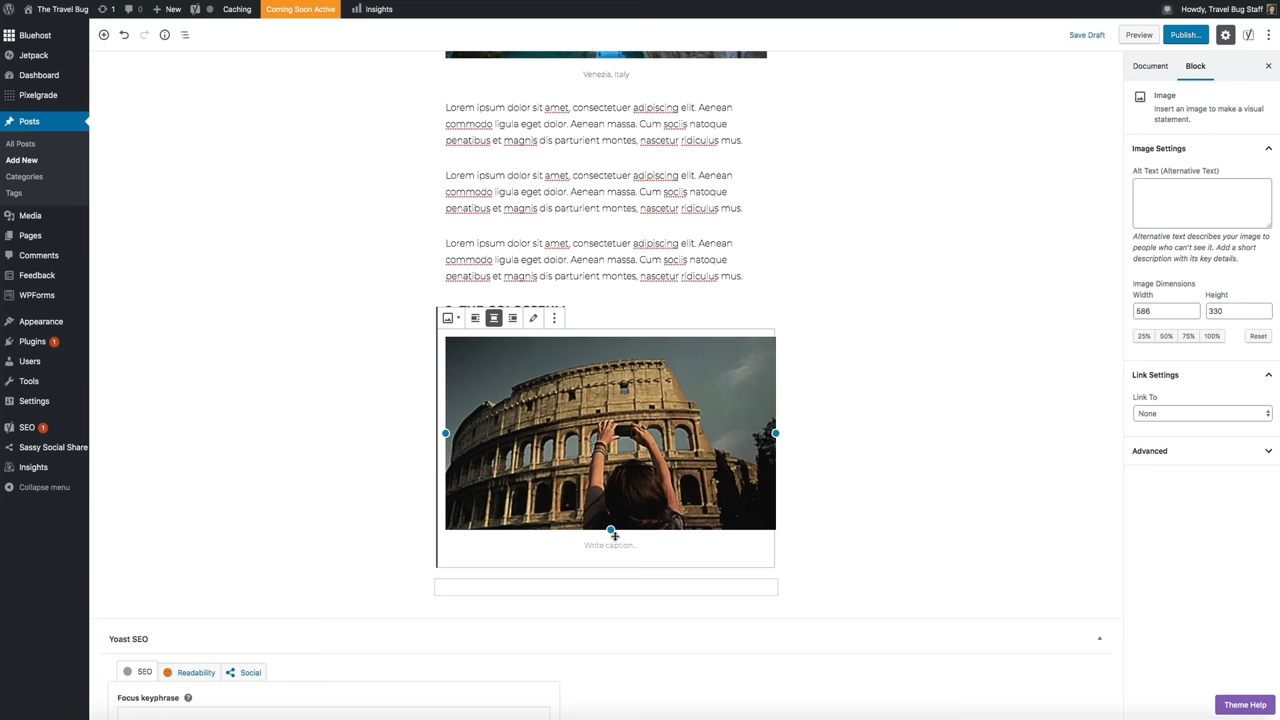 The Travel Bug
1
0
New
Caching
Coming Soon Active
Insights
Howdy, Travel Bug Staff
Bluehost
Jetpack
Dashboard
Pixelgrade
Posts
All Posts
Add New
Categories
Tags
Media
Pages
Comments
Feedback
WPForms
Appearance
Plugins 1
Users
Tools
Settings
SEO 1
Sassy Social Share
Insights
Collapse menu
Save Draft
Preview
Publish...
Venezia, Italy
Lorem ipsum dolor sit amet, consectetuer adipiscing elit. Aenean
commodo ligula eget dolor. Aenean massa. Cum sociis natoque
penatibus et magnis dis parturient montes, nascetur ridiculus mus.
Lorem ipsum dolor sit amet, consectetuer adipiscing elit. Aenean
commodo ligula eget dolor. Aenean massa. Cum sociis natoque
penatibus et magnis dis parturient montes, nascetur ridiculus mus.
Lorem ipsum dolor sit amet, consectetuer adipiscing elit. Aenean
commodo ligula eget dolor. Aenean massa. Cum sociis natoque
penatibus et magnis dis parturient montes, nascetur ridiculus mus.
THE COLOSSEUM
Write caption...
Yoast SEO
SEO
Readability
Social
Focus keyphrase
Document
Block
Image
Insert an image to make a visual
statement.
Image Settings
Alt Text (Alternative Text)
Alternative text describes your image to
people who can't see it. Add a short
description with its key details.
Image Dimensions
Width
Height
586
330
25%
50%
75%
100%
Reset
Link Settings
Link To
None
Advanced
Theme Help